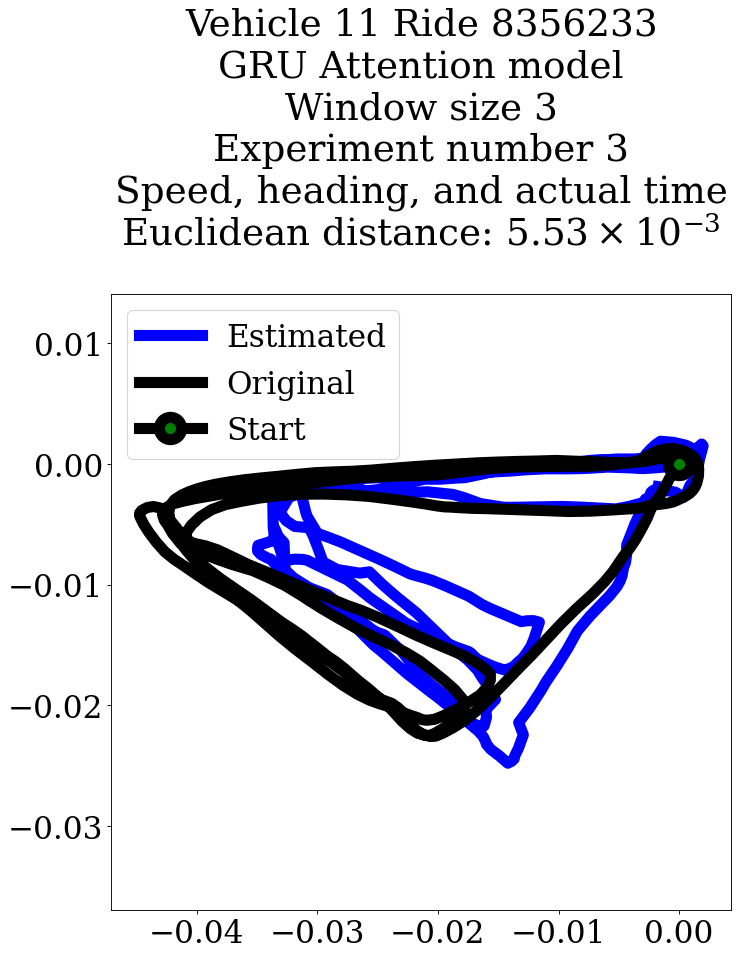 Vehicle 11 Ride 8356233
GRU Attention model
Window size 3
Experiment number 3
Speed, heading, and actual time
Euclidean distance: 5.53 × 10⁻³
Estimated
Original
Start
0.01
0.00
−0.01
−0.02
−0.03
−0.04
−0.03
−0.02
−0.01
0.00